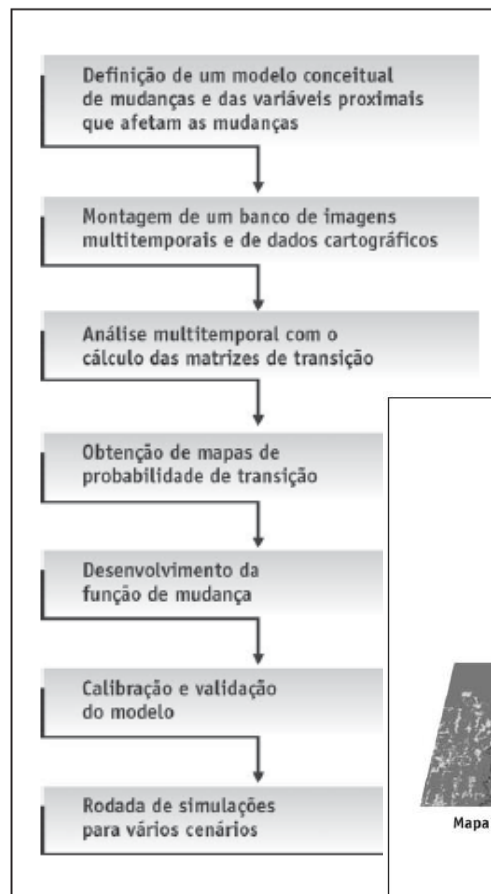 Definição de um modelo conceitual
de mudanças e das variáveis proximais
que afetam as mudanças
Montagem de um banco de imagens
multitemporais e de dados cartográficos
Análise multitemporal com o
cálculo das matrizes de transição
Obtenção de mapas de
probabilidade de transição
Desenvolvimento da
função de mudança
Calibração e validação
do modelo
Rodada de simulações
para vários cenários
Mapa